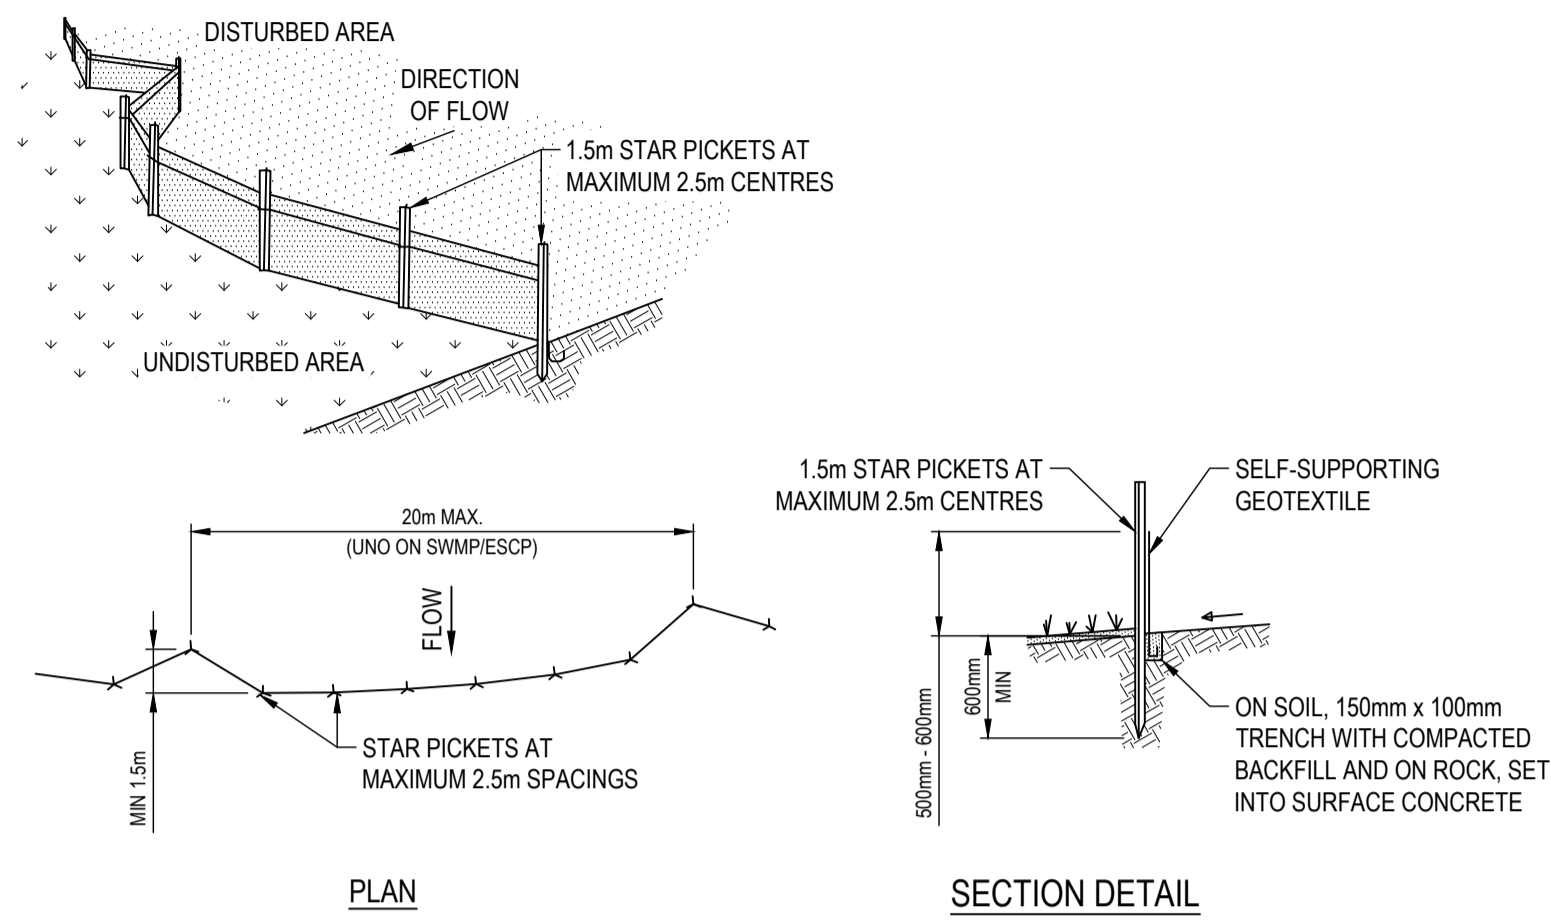 DISTURBED AREA
DIRECTION
OF FLOW
1.5m STAR PICKETS AT
MAXIMUM 2.5m CENTRES
UNDISTURBED AREA
20m MAX.
(UNO ON SWMP/ESCP)
FLOW
MIN 1.5m
STAR PICKETS AT
MAXIMUM 2.5m SPACINGS
PLAN
1.5m STAR PICKETS AT
MAXIMUM 2.5m CENTRES
SELF-SUPPORTING
GEOTEXTILE
500mm - 600mm
600mm
MIN
ON SOIL, 150mm x 100mm
TRENCH WITH COMPACTED
BACKFILL AND ON ROCK, SET
INTO SURFACE CONCRETE
SECTION DETAIL